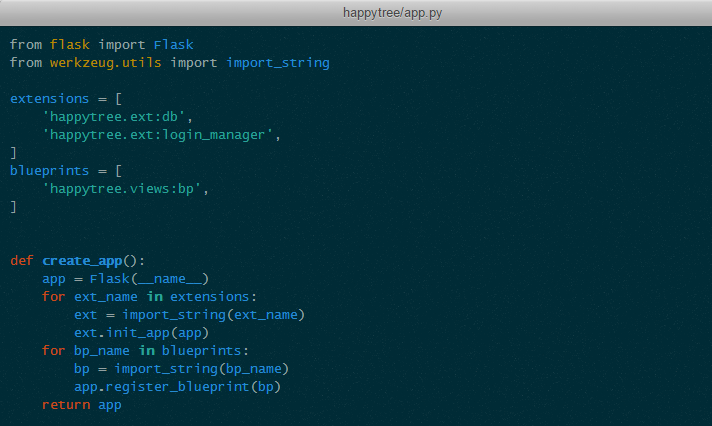 happytree/app.py
from flask import Flask
from werkzeug.utils import import_string
extensions = [
    'happytree.ext:db',
    'happytree.ext:login_manager',
]
blueprints = [
    'happytree.views:bp',
]
def create_app():
    app = Flask(__name__)
    for ext_name in extensions:
        ext = import_string(ext_name)
        ext.init_app(app)
    for bp_name in blueprints:
        bp = import_string(bp_name)
        app.register_blueprint(bp)
    return app